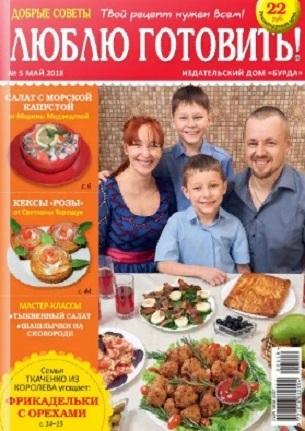 ДОБРЫЕ СОВЕТЫ
Твой рецепт нужен всем!
22
руб.
ЛЮБЛЮ ГОТОВИТЬ!
№ 5 МАЙ 2018
ИЗДАТЕЛЬСКИЙ ДОМ «БУРДА»
САЛАТ С МОРСКОЙ
КАПУСТОЙ
от Марины Медведевой
с. 6
КЕКСЫ «РОЗЫ»
от Светланы Терещук
с. 44
МАСТЕР-КЛАССЫ
•ТЫКВЕННЫЙ САЛАТ
•ШАШЛЫЧКИ НА
СКОВОРОДЕ
Семья
ТКАЧЕНКО ИЗ
КОРОЛЕВА угощает:
ФРИКАДЕЛЬКИ
С ОРЕХАМИ
с. 14–15